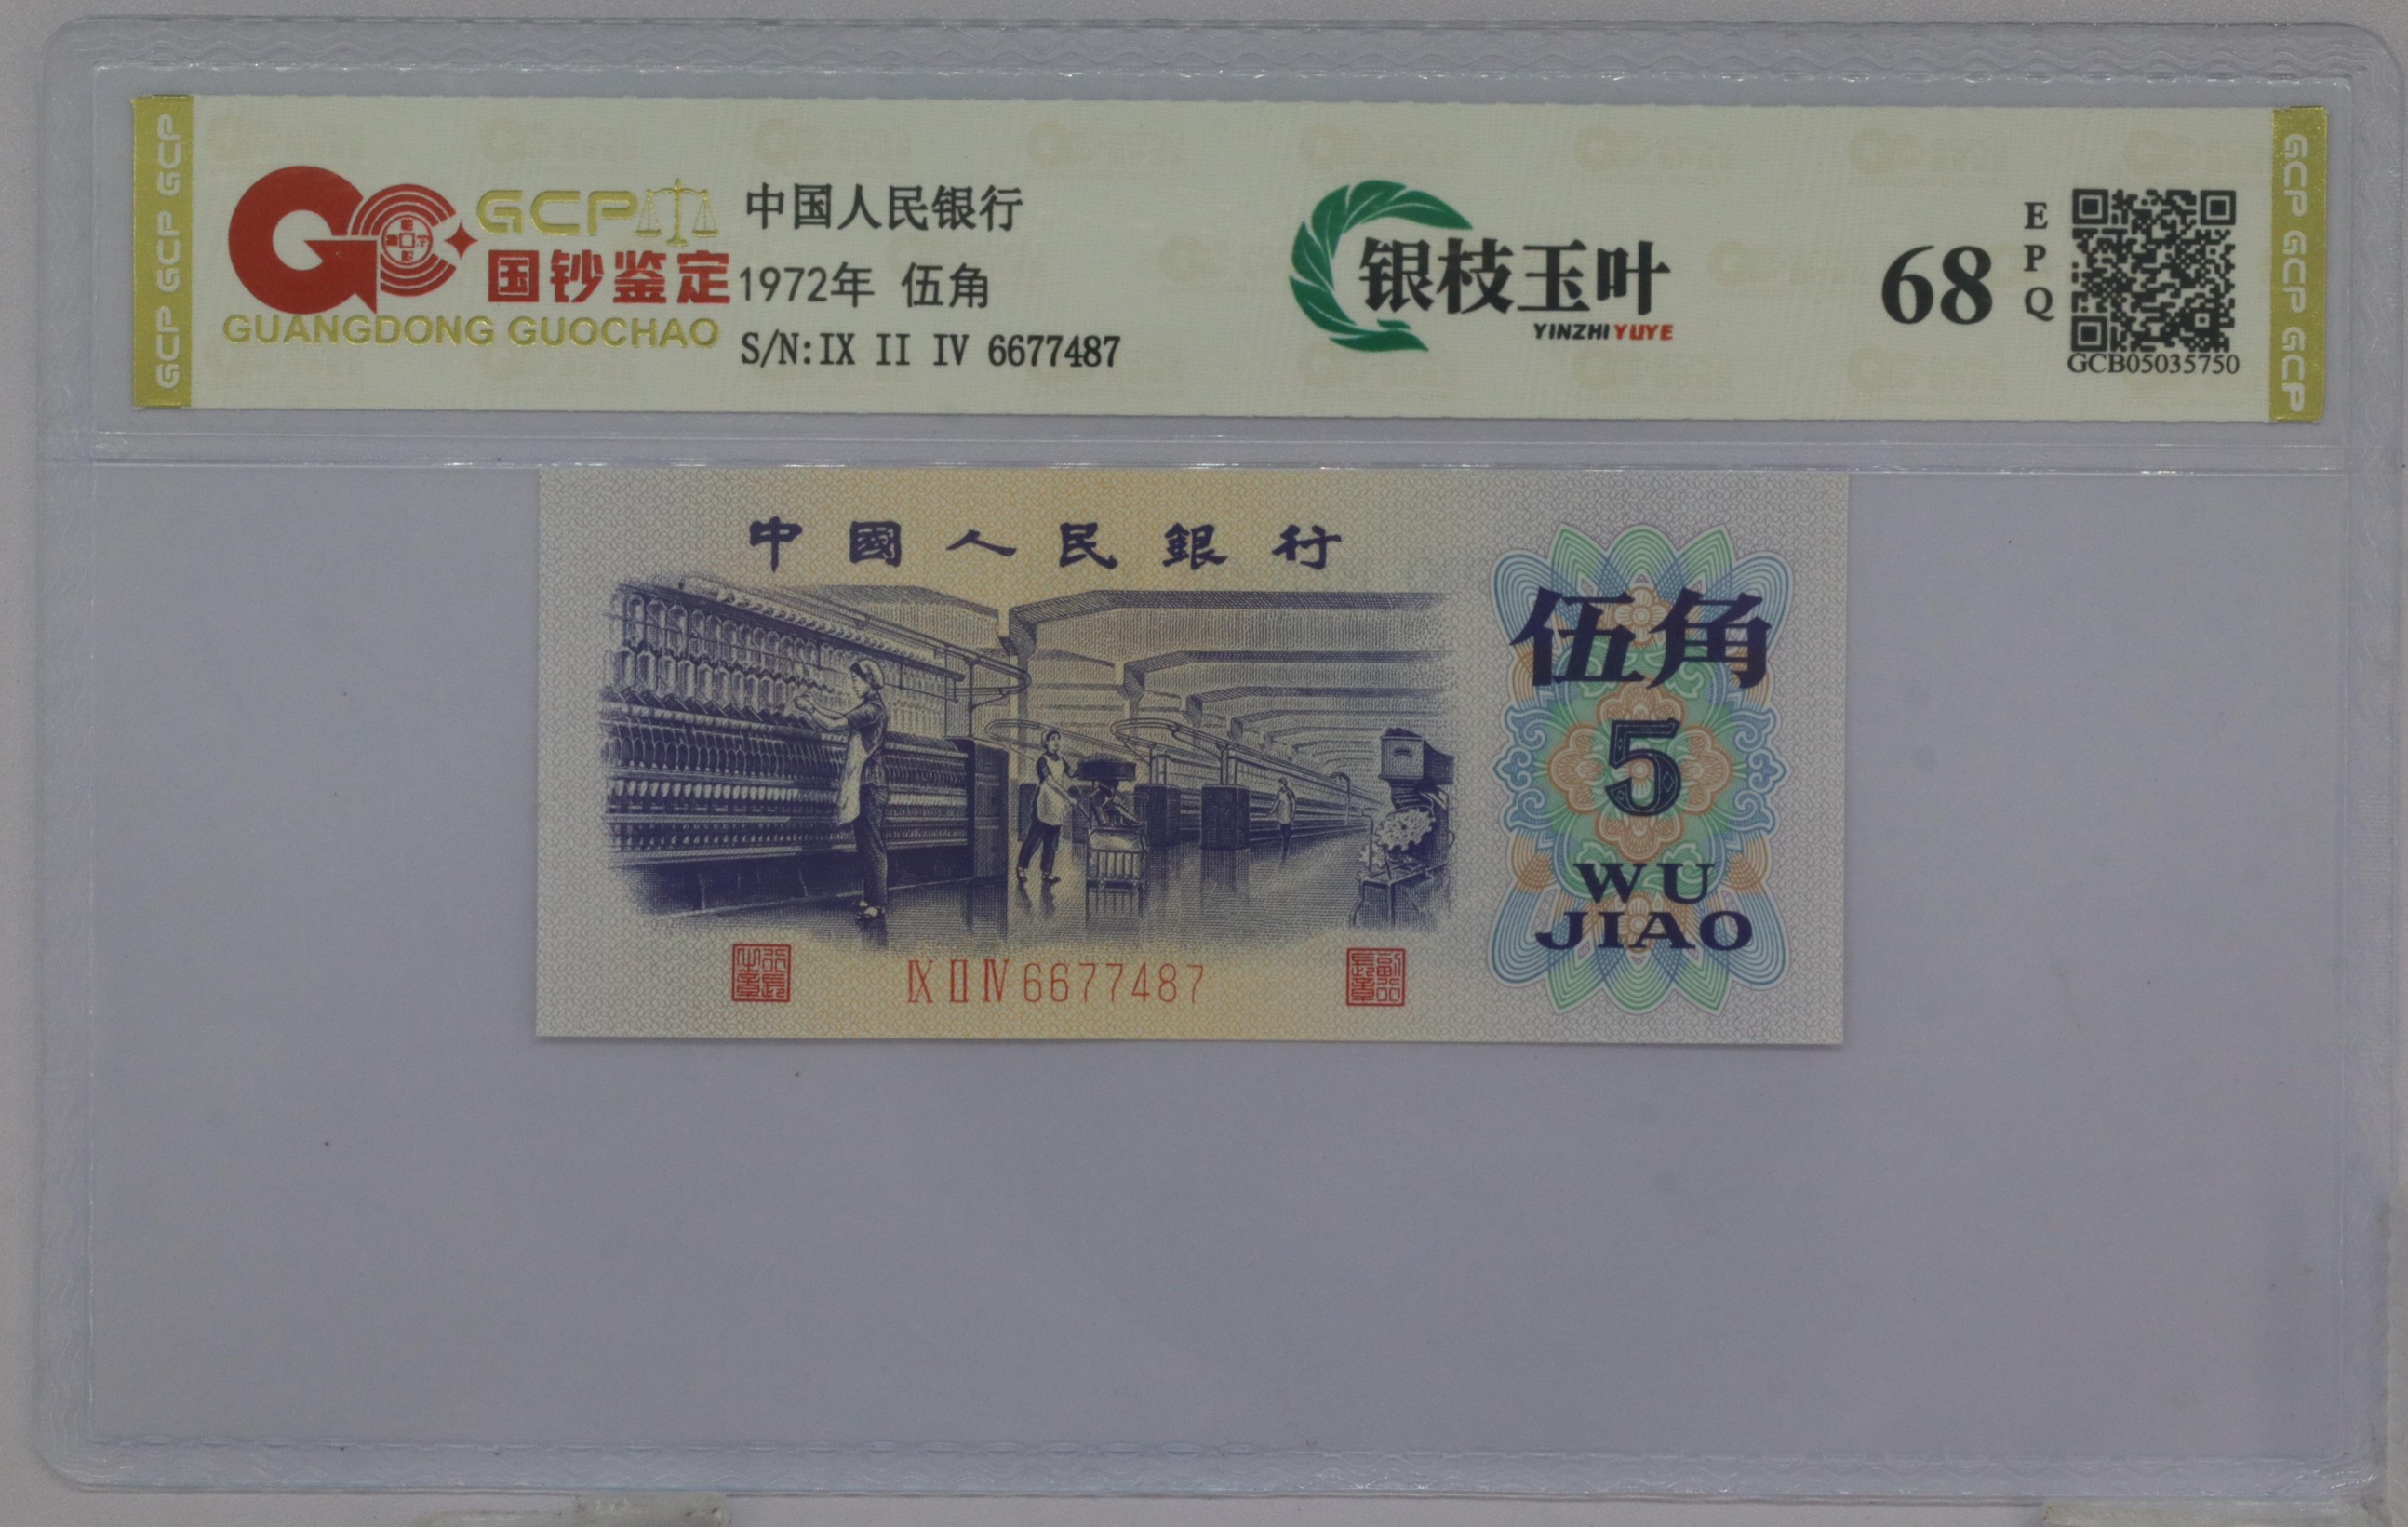 GCP GCP GCP
GCP
国钞鉴定
GUANGDONG GUOCHAO
中国人民银行
1972年 伍角
S/N:IX II IV 6677487
银枝玉叶
YINZHI YUYE
68
EPQ
GCB05035750
GCP GCP GCP
中國人民銀行
伍角
5
WU
JIAO
IX II IV 6677487